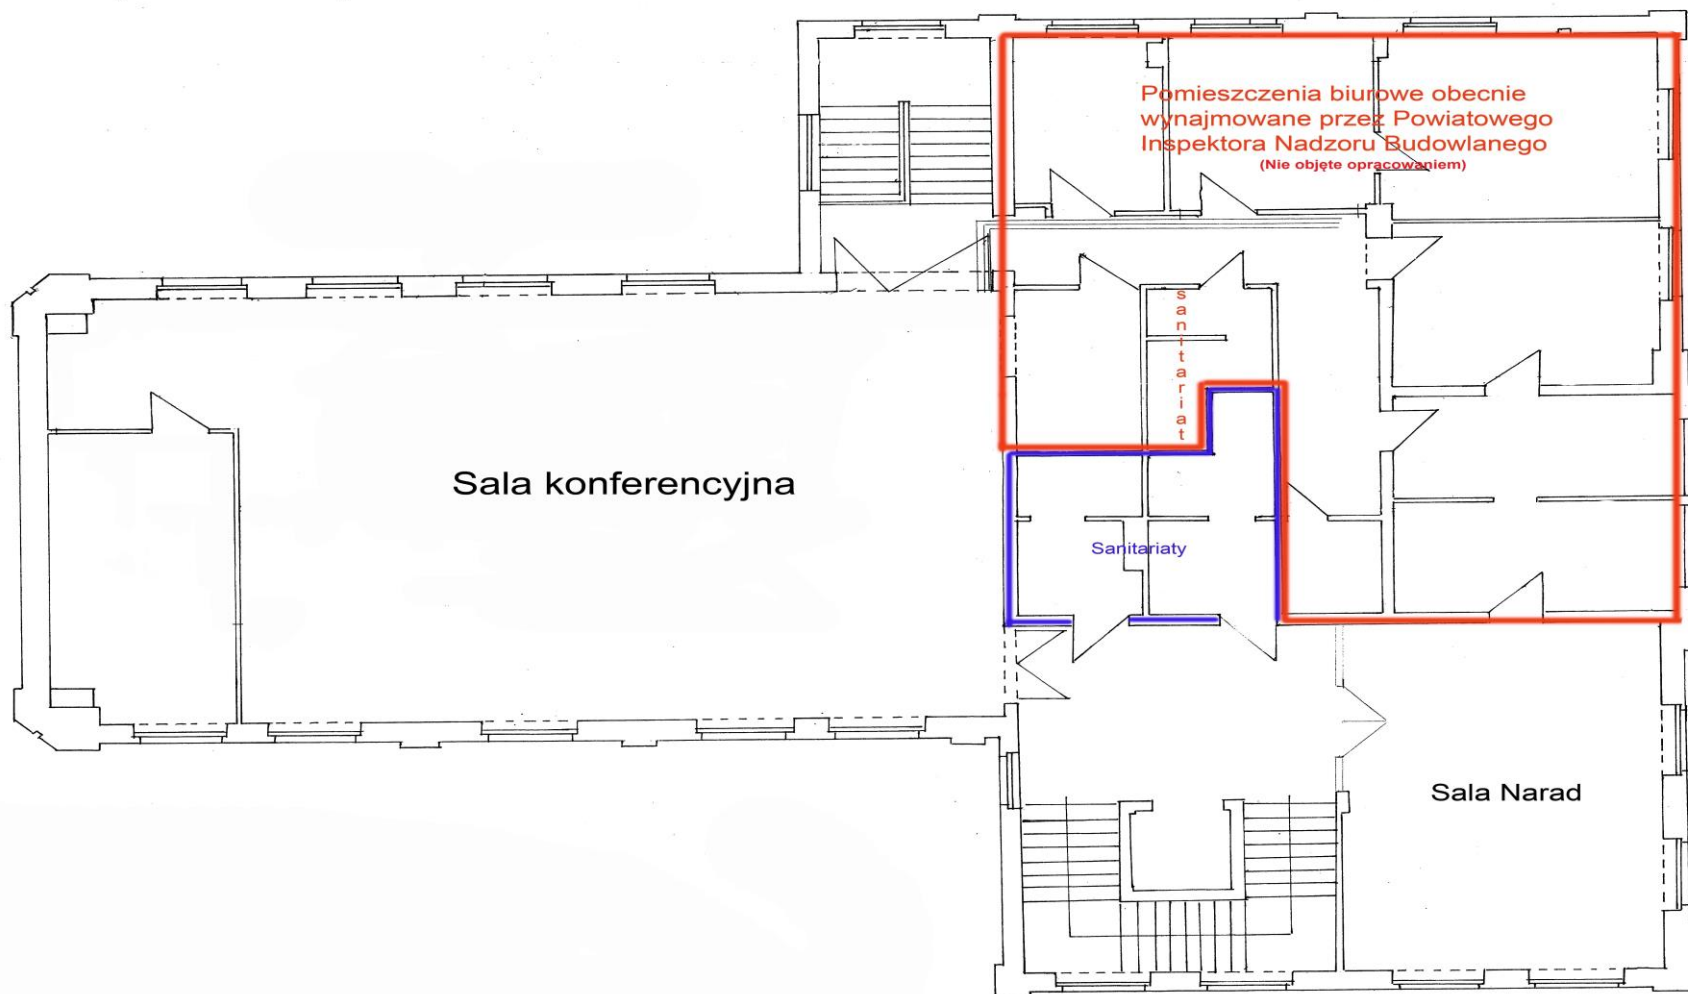 Pomieszczenia biurowe obecnie
wynajmowane przez Powiatowego
Inspektora Nadzoru Budowlanego
(Nie objęte opracowaniem)
sanitariat
Sala konferencyjna
Sanitariaty
Sala Narad